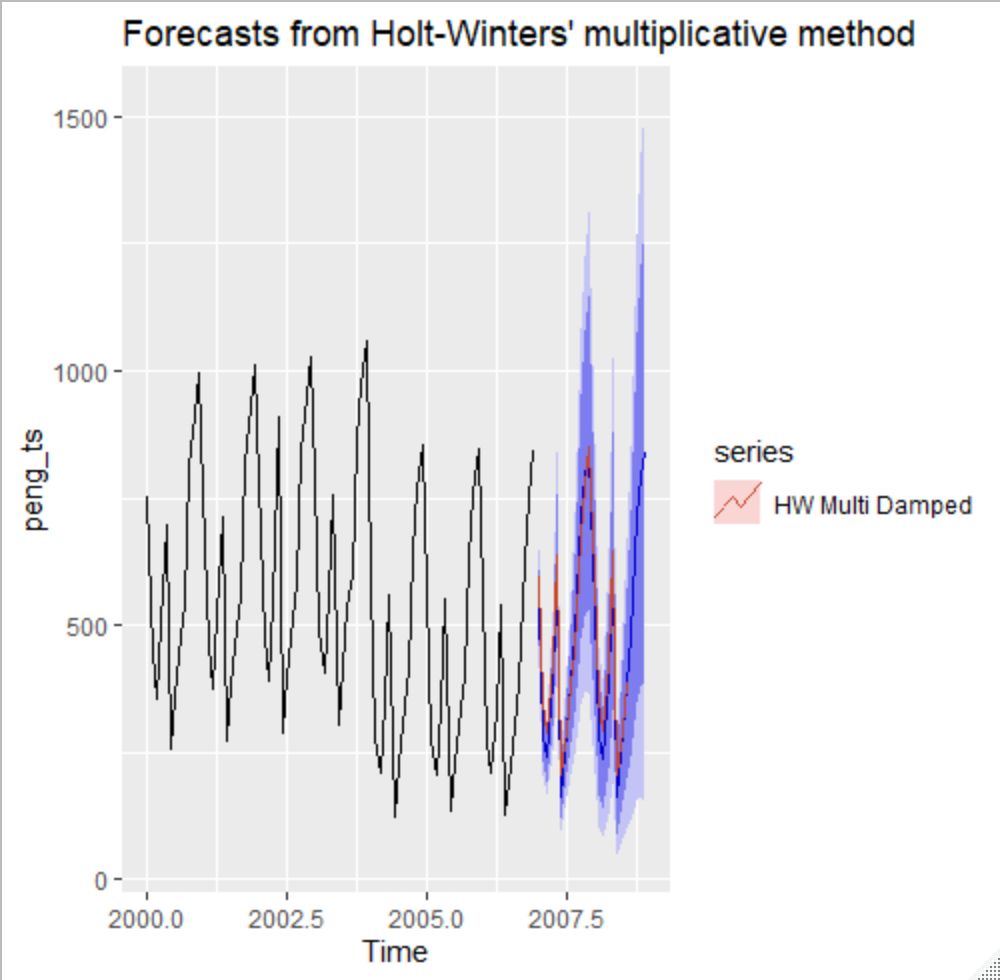 Forecasts from Holt-Winters' multiplicative method
1500
1000
500
0
peng_ts
2000.0 2002.5 2005.0 2007.5
Time
series
HW Multi Damped